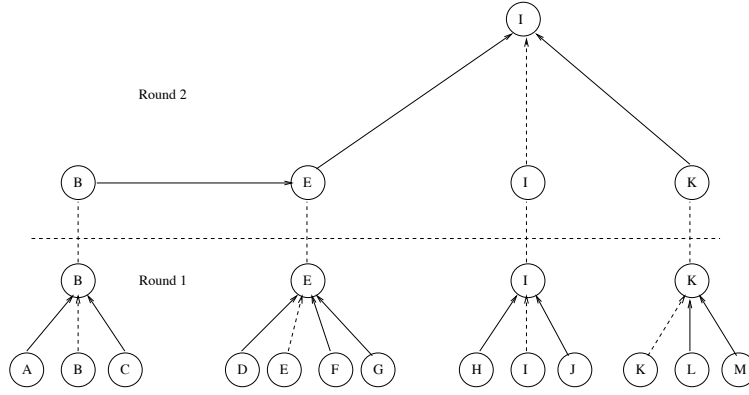 I
Round 2
B E I K
B Round 1 E I K
A B C D E F G H I J K L M